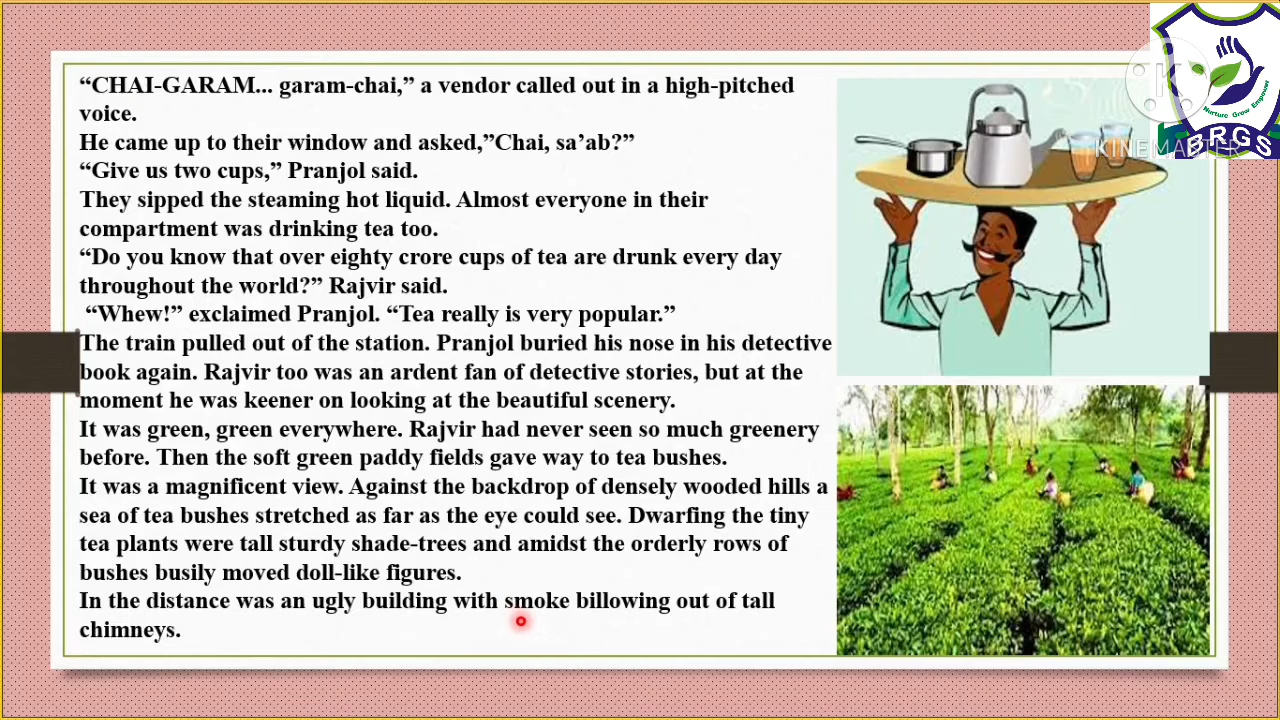 “CHAI-GARAM... garam-chai,” a vendor called out in a high-pitched
voice.
He came up to their window and asked,”Chai, sa’ab?”
“Give us two cups,” Pranjol said.
They sipped the steaming hot liquid. Almost everyone in their
compartment was drinking tea too.
“Do you know that over eighty crore cups of tea are drunk every day
throughout the world?” Rajvir said.
“Whew!” exclaimed Pranjol. “Tea really is very popular.”
The train pulled out of the station. Pranjol buried his nose in his detective
book again. Rajvir too was an ardent fan of detective stories, but at the
moment he was keener on looking at the beautiful scenery.
It was green, green everywhere. Rajvir had never seen so much greenery
before. Then the soft green paddy fields gave way to tea bushes.
It was a magnificent view. Against the backdrop of densely wooded hills a
sea of tea bushes stretched as far as the eye could see. Dwarfing the tiny
tea plants were tall sturdy shade-trees and amidst the orderly rows of
bushes busily moved doll-like figures.
In the distance was an ugly building with smoke billowing out of tall
chimneys.
K
KINEMASTER
Nurture Grow Empower
BRGS